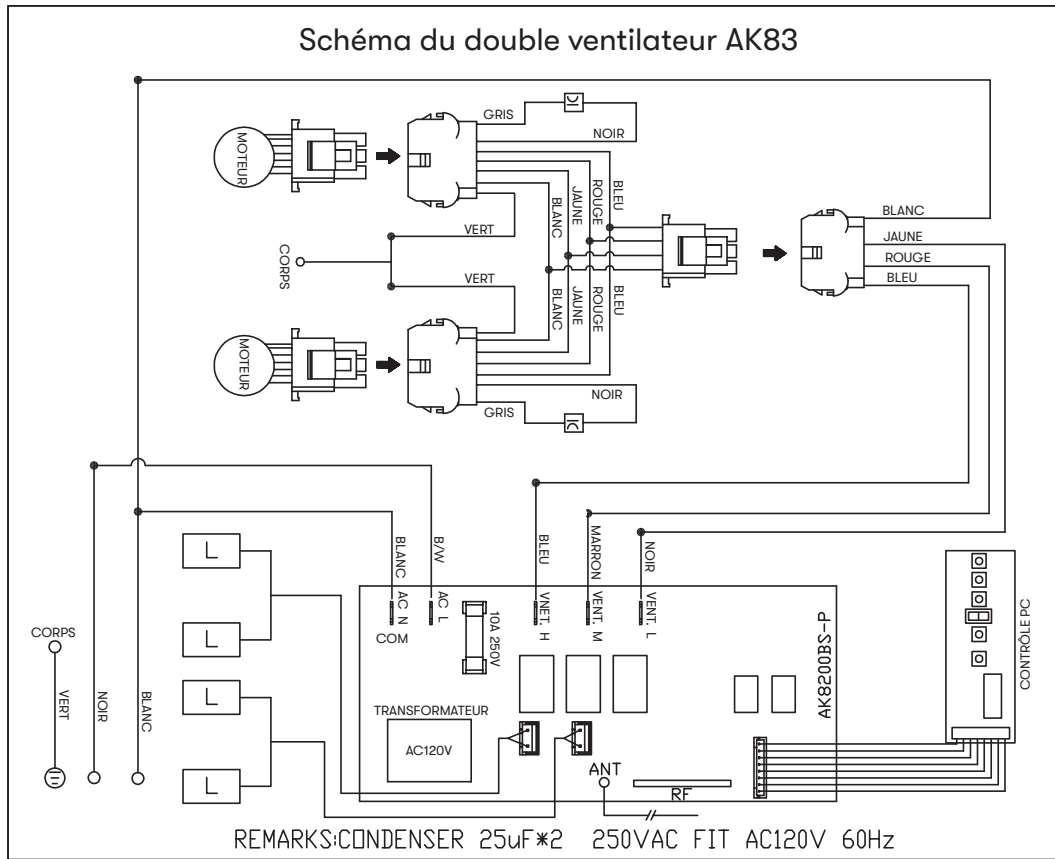 Schéma du double ventilateur AK83
GRIS
NOIR
MOTEUR
BLEU
ROUGE
JAUNE
BLANC
VERT
BLANC
JAUNE
ROUGE
BLEU
CORPS
VERT
BLEU
ROUGE
JAUNE
BLANC
MOTEUR
NOIR
GRIS
B/W
BLANC
BLEU
MARRON
NOIR
L
L
L
L
CORPS
VERT
NOIR
BLANC
AC N
COM
AC L
10A 250V
VNET. H
VENT. M
VENT. L
AK8200BS-P
CONTRÔLE PC
TRANSFORMATEUR
AC120V
ANT
RF
REMARKS:CONDENSER 25uF*2 250VAC FIT AC120V 60Hz